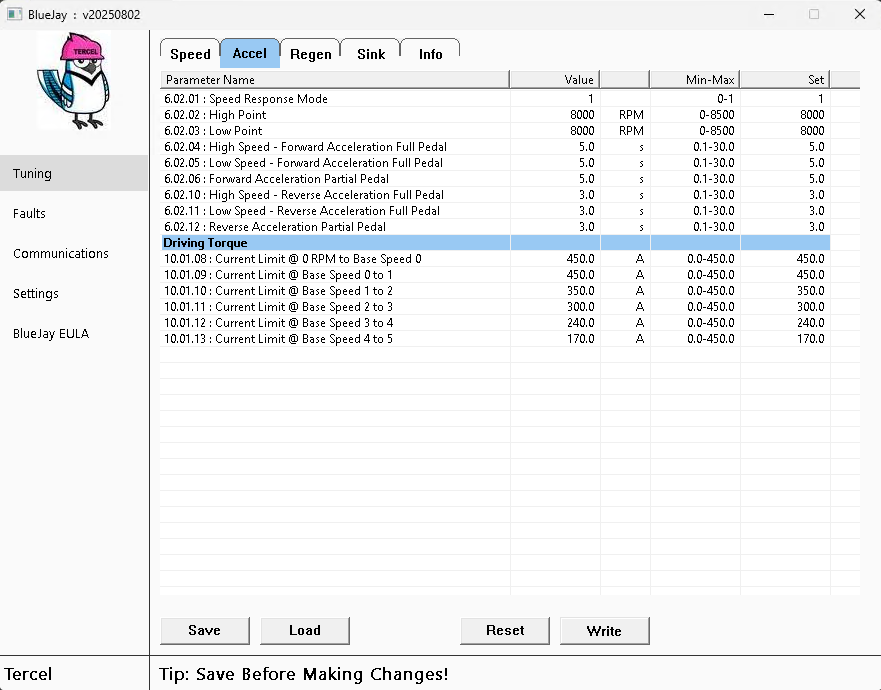 BlueJay : v20250802
TERCEL
Tuning
Faults
Communications
Settings
BlueJay EULA
Speed Accel Regen Sink Info
Parameter Name Value Min-Max Set
6.02.01 : Speed Response Mode 1 0-1 1
6.02.02 : High Point 8000 RPM 0-8500 8000
6.02.03 : Low Point 8000 RPM 0-8500 8000
6.02.04 : High Speed - Forward Acceleration Full Pedal 5.0 s 0.1-30.0 5.0
6.02.05 : Low Speed - Forward Acceleration Full Pedal 5.0 s 0.1-30.0 5.0
6.02.06 : Forward Acceleration Partial Pedal 5.0 s 0.1-30.0 5.0
6.02.10 : High Speed - Reverse Acceleration Full Pedal 3.0 s 0.1-30.0 3.0
6.02.11 : Low Speed - Reverse Acceleration Full Pedal 3.0 s 0.1-30.0 3.0
6.02.12 : Reverse Acceleration Partial Pedal 3.0 s 0.1-30.0 3.0
Driving Torque
10.01.08 : Current Limit @ 0 RPM to Base Speed 0 450.0 A 0.0-450.0 450.0
10.01.09 : Current Limit @ Base Speed 0 to 1 450.0 A 0.0-450.0 450.0
10.01.10 : Current Limit @ Base Speed 1 to 2 350.0 A 0.0-450.0 350.0
10.01.11 : Current Limit @ Base Speed 2 to 3 300.0 A 0.0-450.0 300.0
10.01.12 : Current Limit @ Base Speed 3 to 4 240.0 A 0.0-450.0 240.0
10.01.13 : Current Limit @ Base Speed 4 to 5 170.0 A 0.0-450.0 170.0
Save Load Reset Write
Tercel
Tip: Save Before Making Changes!